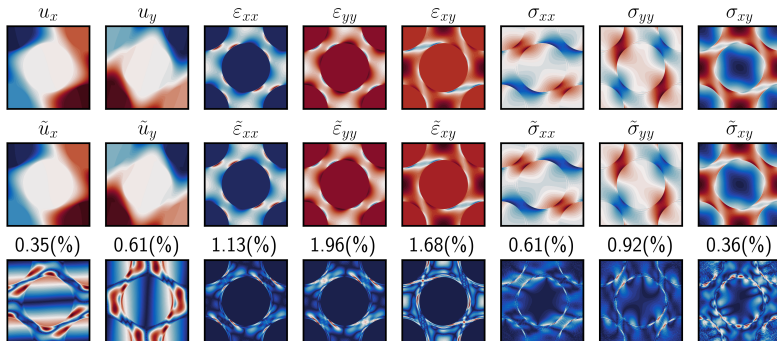 u_x u_y ε_xx ε_yy ε_xy σ_xx σ_yy σ_xy
ũ_x ũ_y ε̃_xx ε̃_yy ε̃_xy σ̃_xx σ̃_yy σ̃_xy
0.35(%) 0.61(%) 1.13(%) 1.96(%) 1.68(%) 0.61(%) 0.92(%) 0.36(%)